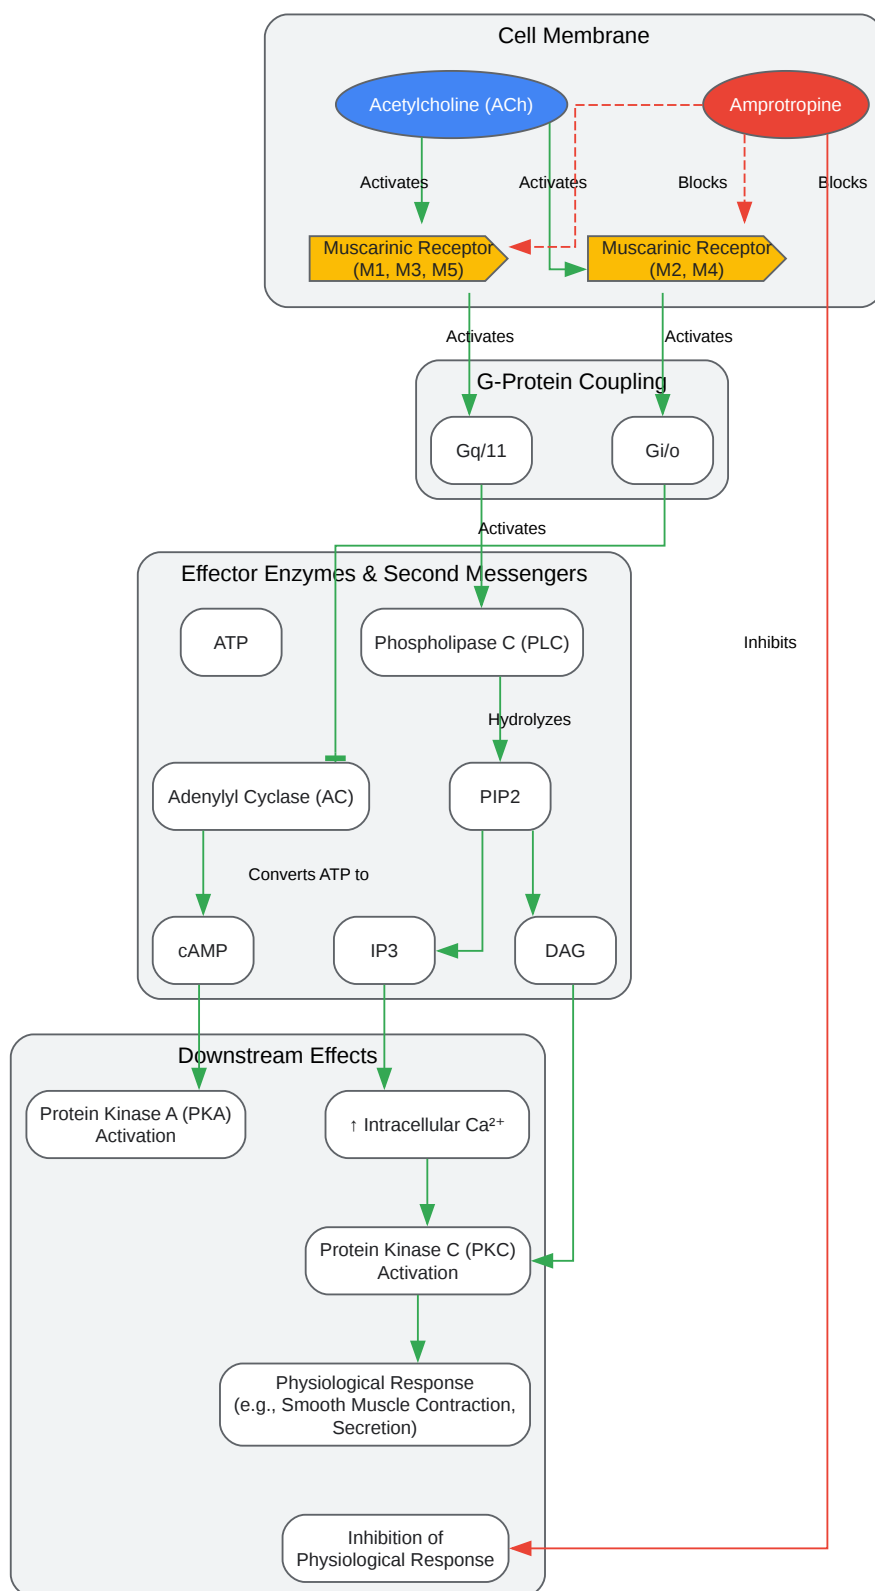 Cell Membrane
Acetylcholine (ACh)
Amprotropine
Activates
Activates
Blocks
Blocks
Muscarinic Receptor
(M1, M3, M5)
Muscarinic Receptor
(M2, M4)
Activates
Activates
G-Protein Coupling
Gq/11
Gi/o
Activates
Effector Enzymes & Second Messengers
ATP
Phospholipase C (PLC)
Inhibits
Hydrolyzes
Adenylyl Cyclase (AC)
PIP2
Converts ATP to
cAMP
IP3
DAG
Downstream Effects
Protein Kinase A (PKA)
Activation
↑ Intracellular Ca²⁺
Protein Kinase C (PKC)
Activation
Physiological Response
(e.g., Smooth Muscle Contraction,
Secretion)
Inhibition of
Physiological Response